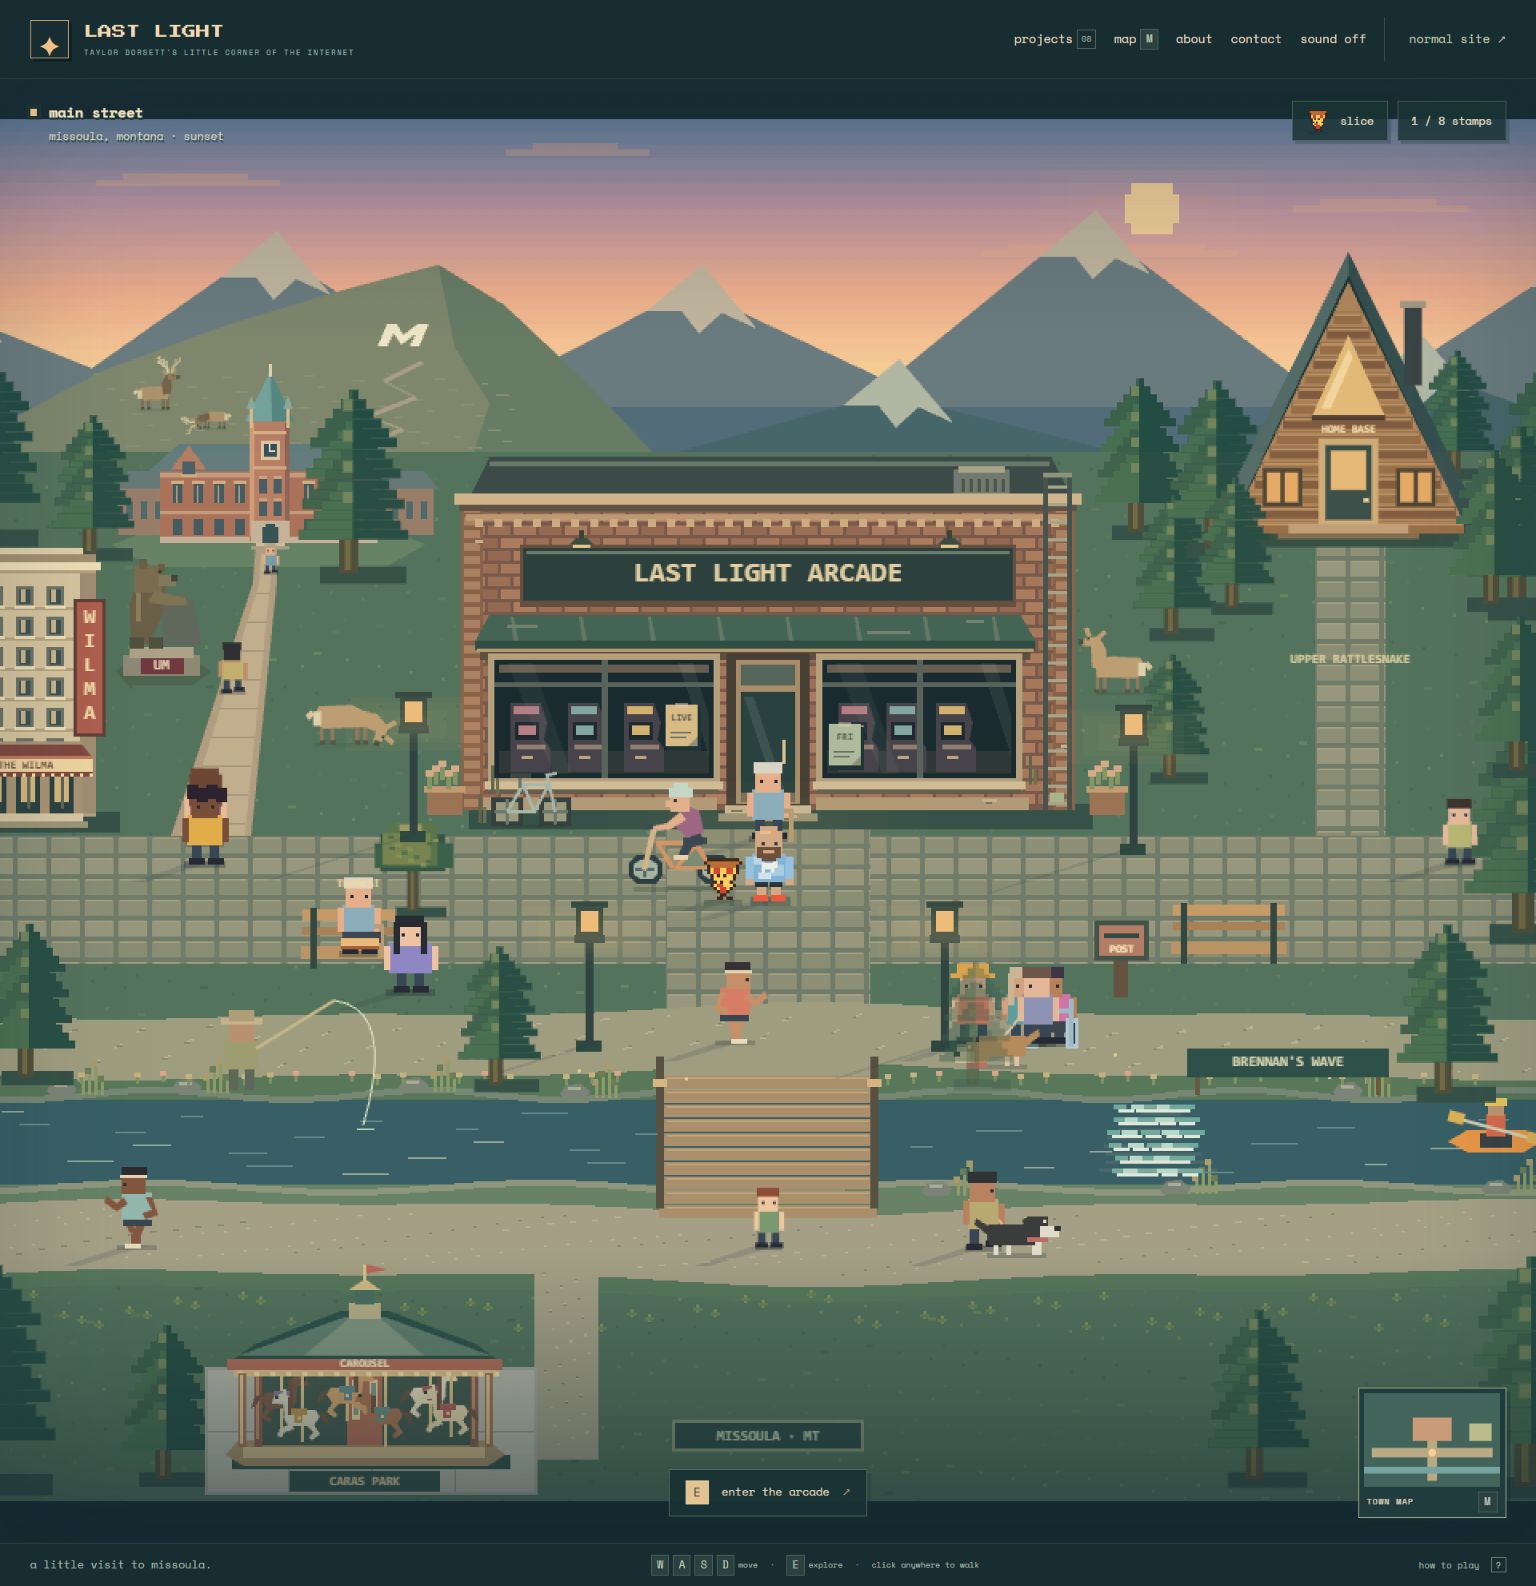 LAST LIGHT
TAYLOR DORSETT'S LITTLE CORNER OF THE INTERNET
projects 08 map M about contact sound off normal site ↗
main street
missoula, montana · sunset
slice
1 / 8 stamps
M
HOME BASE
LAST LIGHT ARCADE
WILMA
UM
UPPER RATTLESNAKE
LIVE
FRI
THE WILMA
POST
BRENNAN'S WAVE
CAROUSEL
MISSOULA · MT
CARAS PARK
E enter the arcade ↗
TOWN MAP M
a little visit to missoula.
W A S D move · E explore · click anywhere to walk
how to play ?